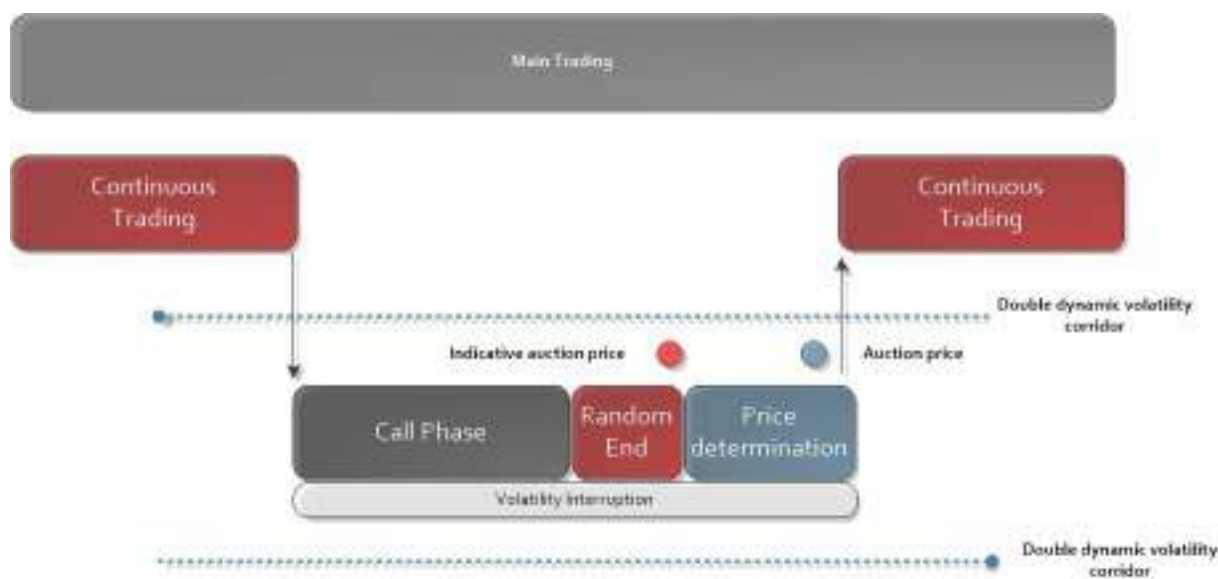 Main Trading
Continuous
Trading
Continuous
Trading
Double dynamic volatility
corridor
Indicative auction price
Auction price
Call Phase
Random
End
Price
determination
Volatility Interruption
Double dynamic volatility
corridor